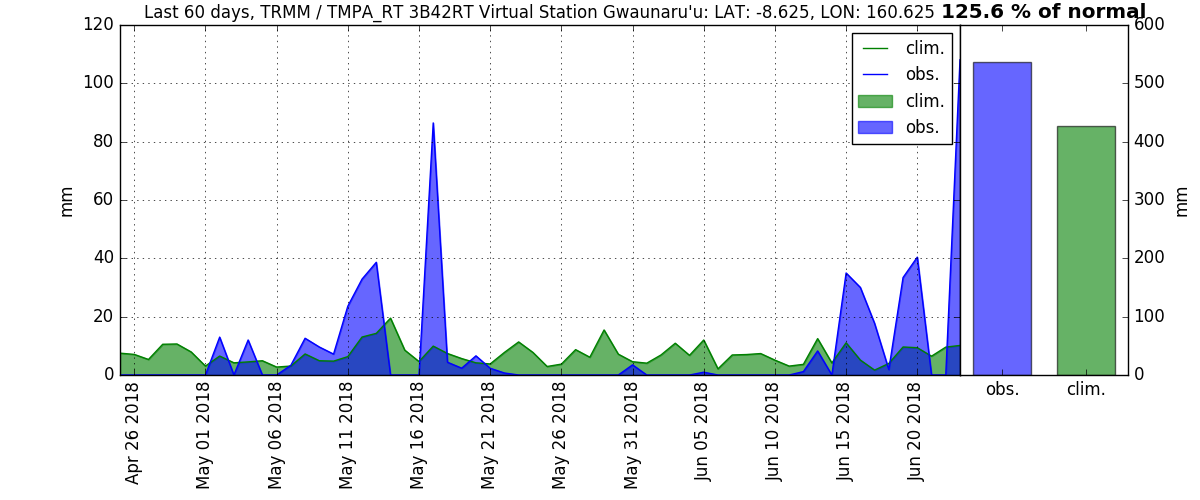 Last 60 days, TRMM / TMPA_RT 3B42RT Virtual Station Gwaunaru'u: LAT: -8.625, LON: 160.625 125.6 % of normal
120
100
80
60
40
20
0
mm
clim.
obs.
clim.
obs.
600
500
400
300
200
100
0
mm
obs.
clim.
Apr 26 2018
May 01 2018
May 06 2018
May 11 2018
May 16 2018
May 21 2018
May 26 2018
May 31 2018
Jun 05 2018
Jun 10 2018
Jun 15 2018
Jun 20 2018